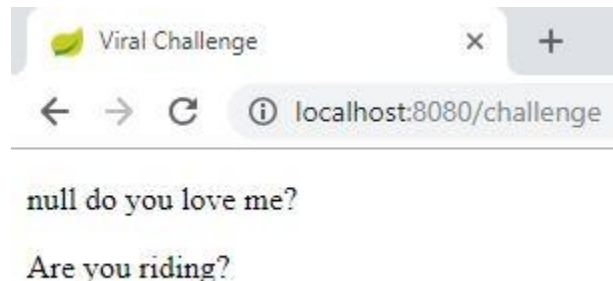 Viral Challenge
localhost:8080/challenge
null do you love me?
Are you riding?